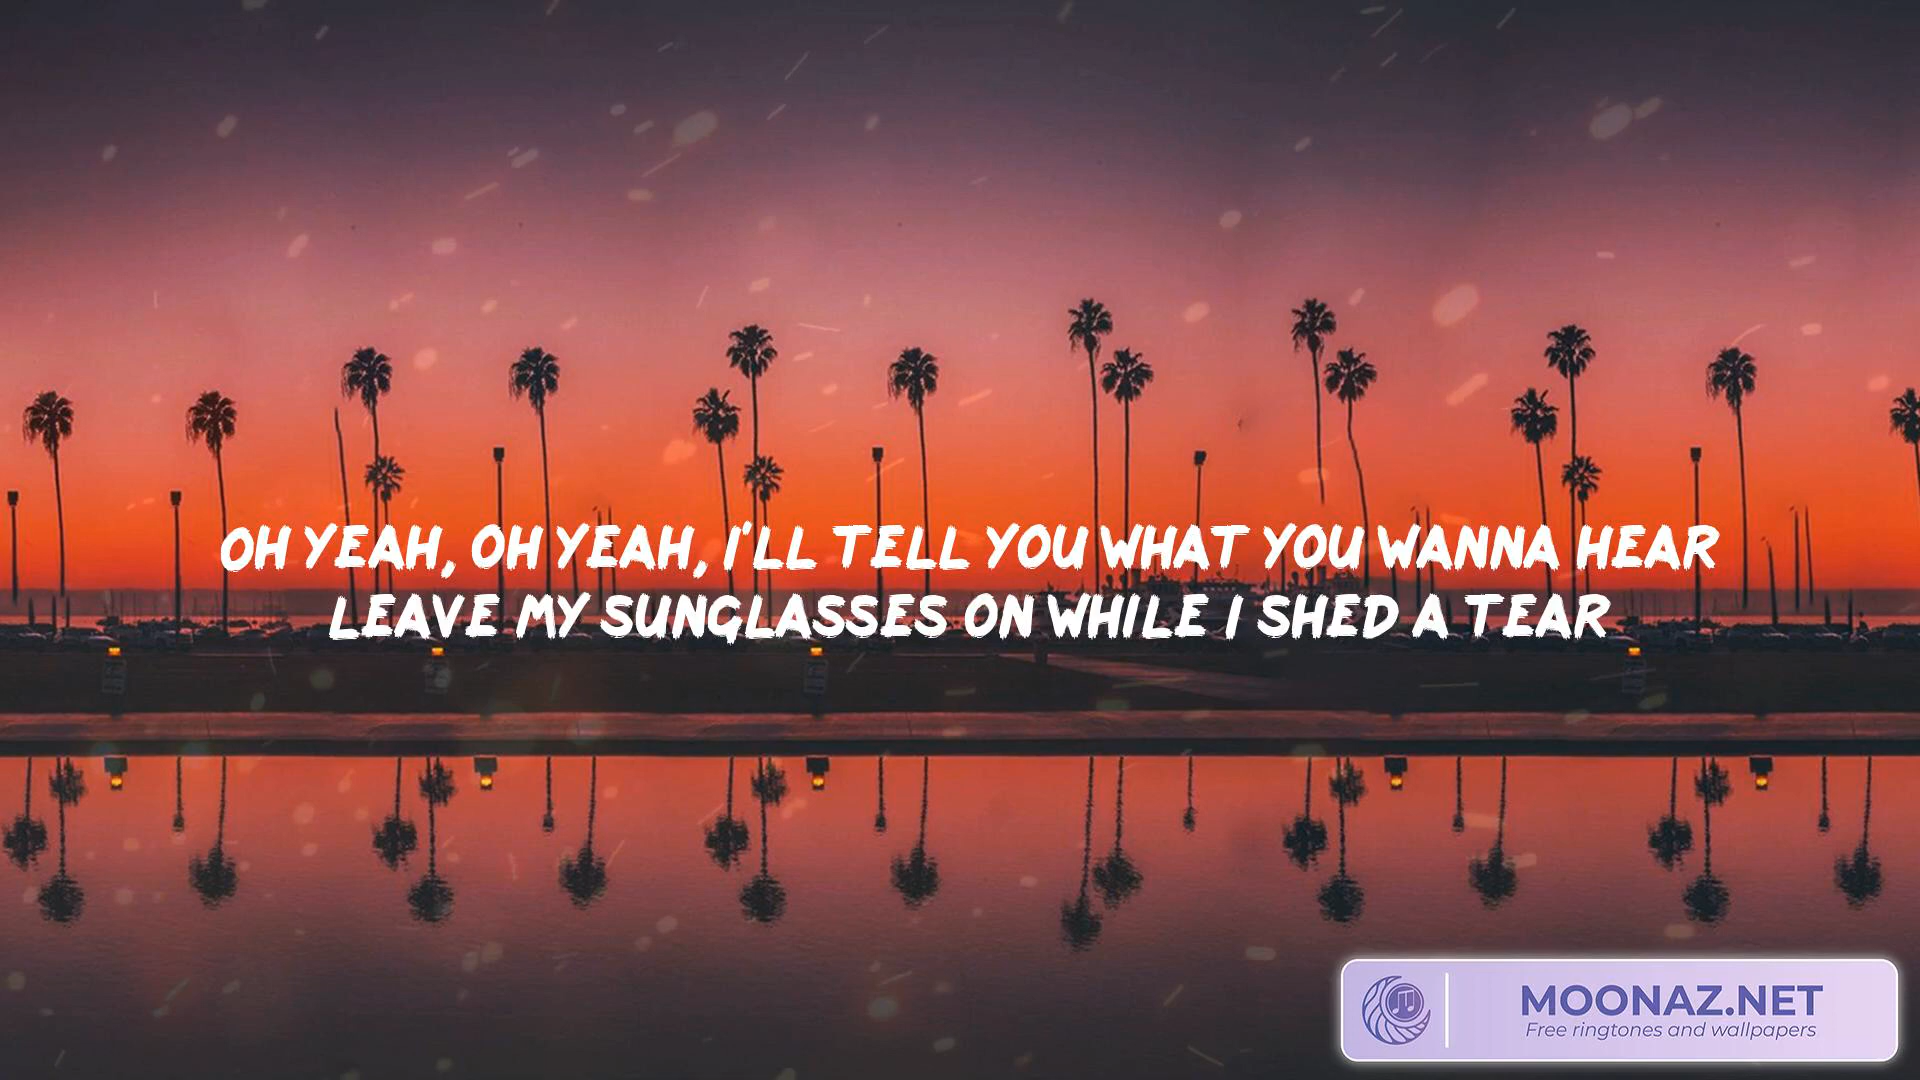 OH YEAH, OH YEAH, I'LL TELL YOU WHAT YOU WANNA HEAR
LEAVE MY SUNGLASSES ON WHILE I SHED A TEAR
MOONAZ.NET
Free ringtones and wallpapers